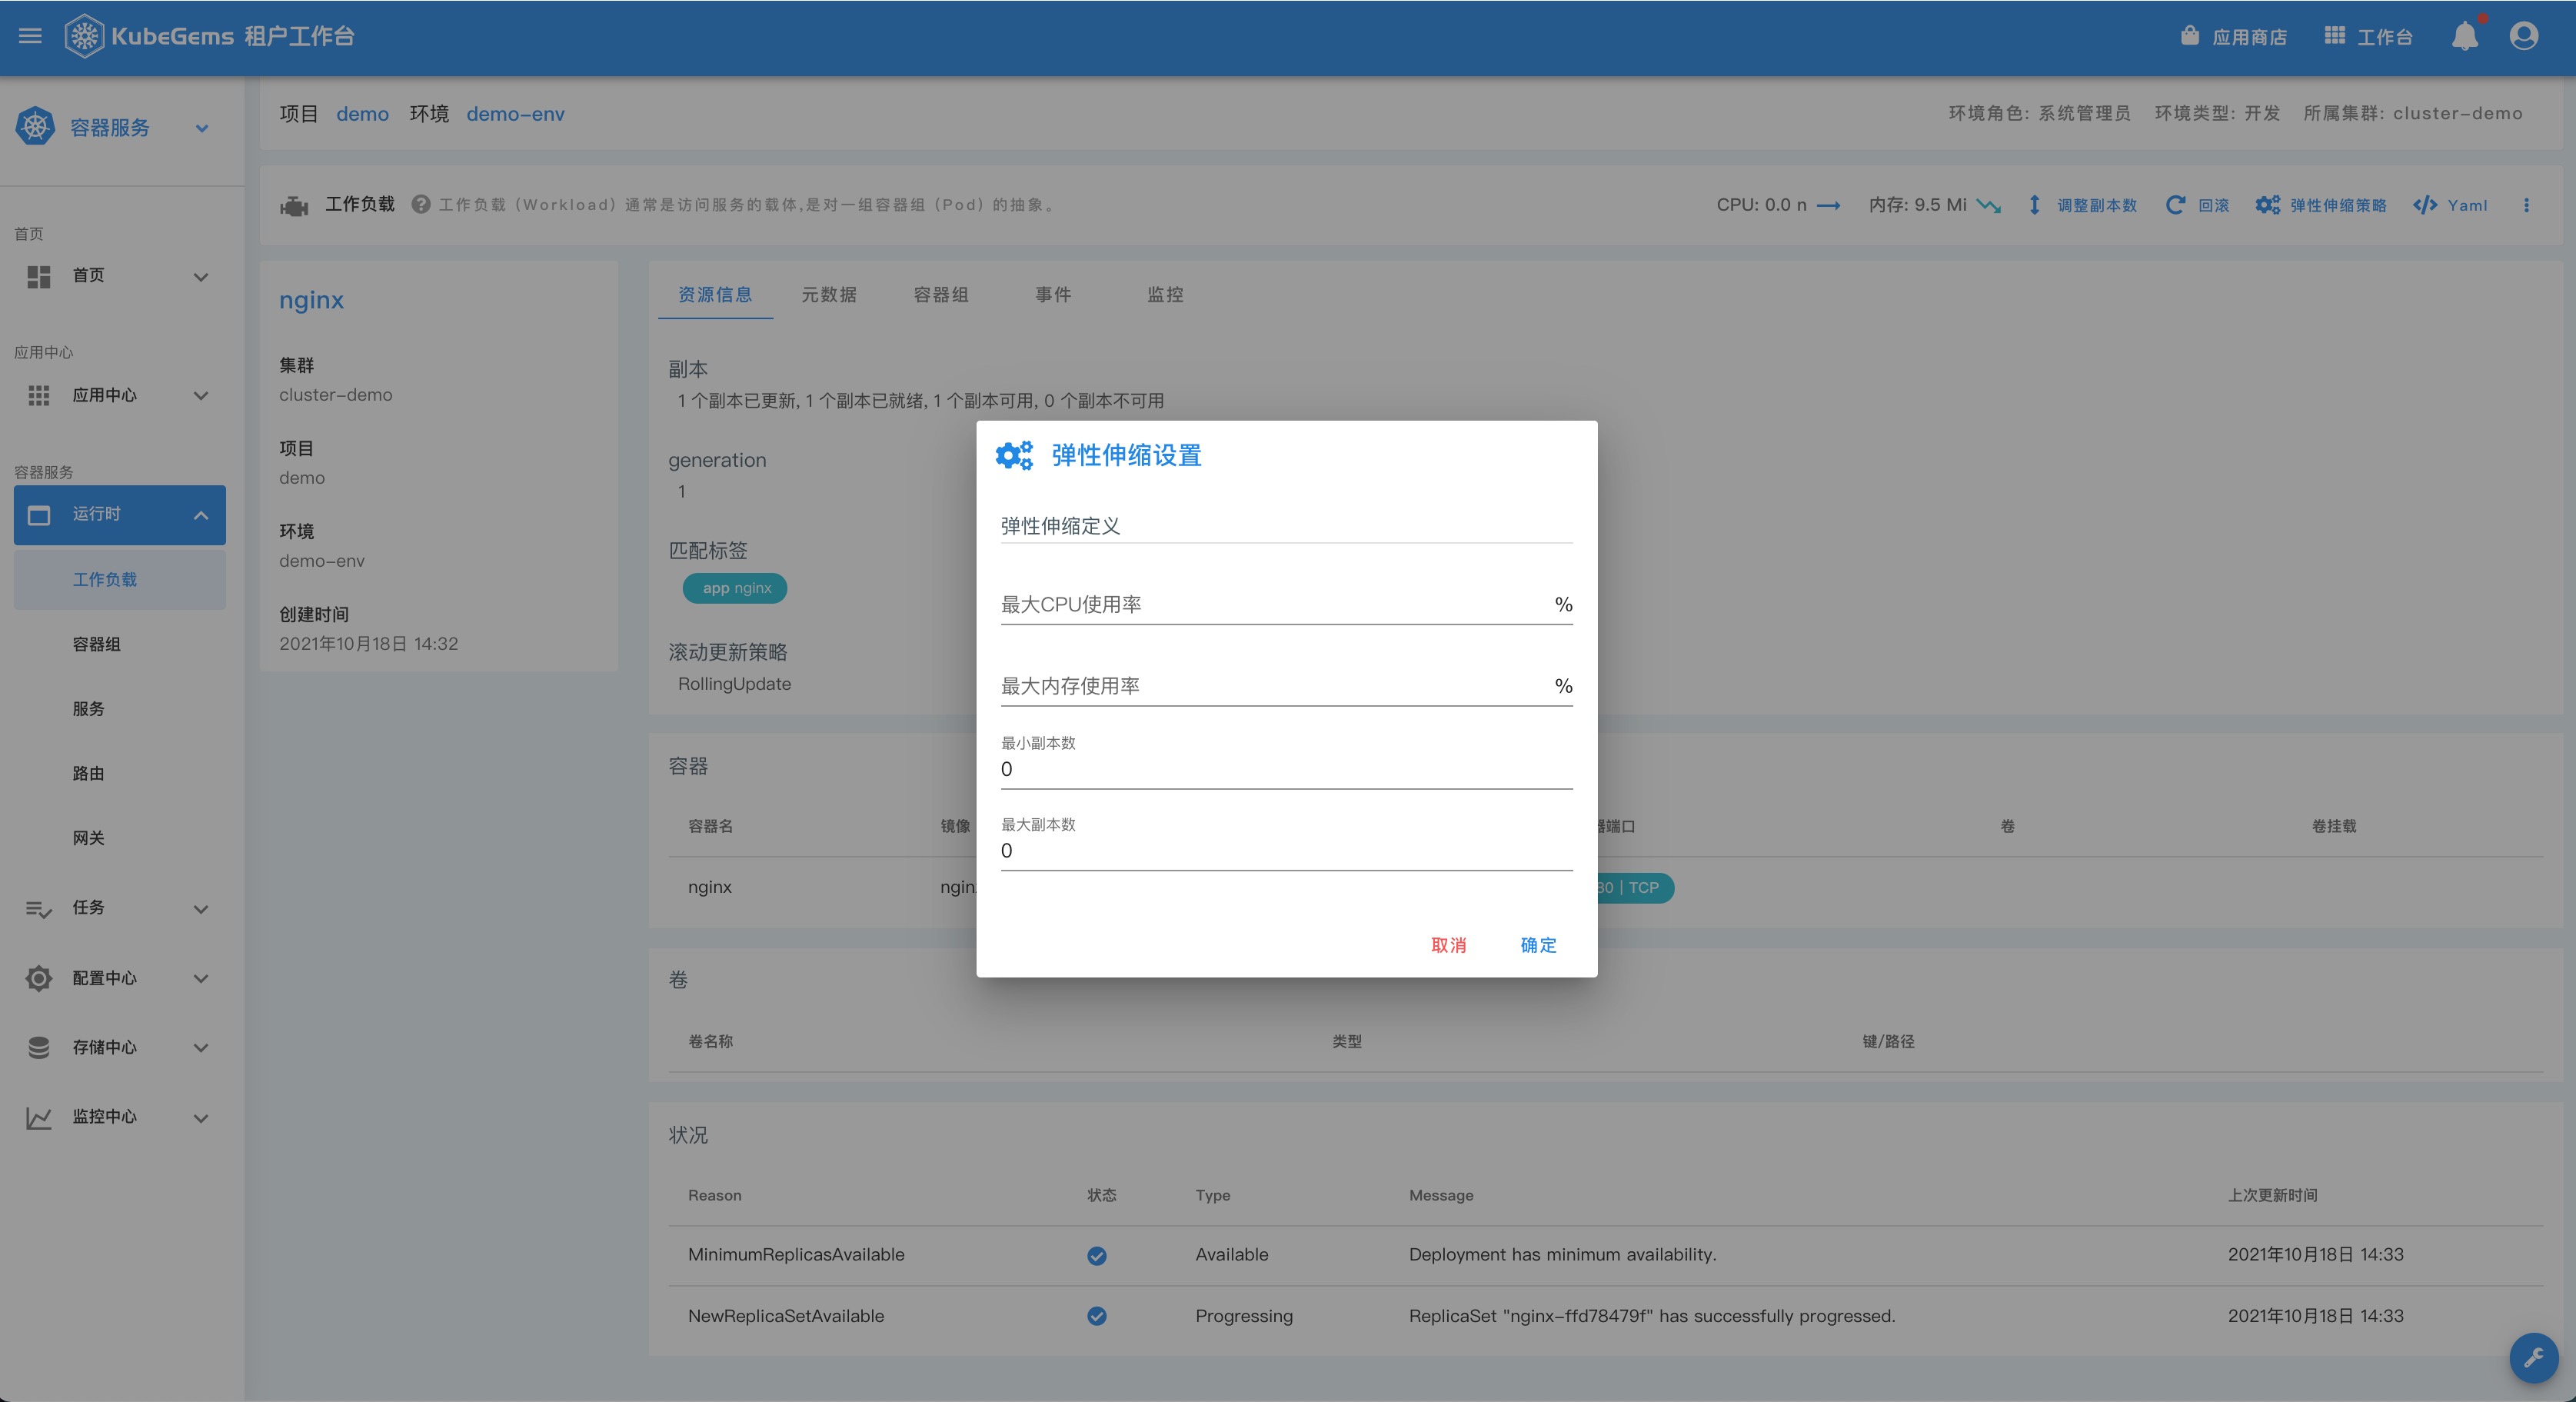 KubeGems 租户工作台
应用商店
工作台
容器服务
项目 demo 环境 demo-env
环境角色: 系统管理员 环境类型: 开发 所属集群: cluster-demo
工作负载 工作负载（Workload）通常是访问服务的载体,是对一组容器组（Pod）的抽象。
CPU: 0.0 n 内存: 9.5 Mi 调整副本数 回滚 弹性伸缩策略 Yaml
首页
首页
应用中心
应用中心
容器服务
运行时
工作负载
容器组
服务
路由
网关
任务
配置中心
存储中心
监控中心
nginx
集群
cluster-demo
项目
demo
环境
demo-env
创建时间
2021年10月18日 14:32
资源信息 元数据 容器组 事件 监控
副本
1 个副本已更新, 1 个副本已就绪, 1 个副本可用, 0 个副本不可用
generation
1
匹配标签
app nginx
滚动更新策略
RollingUpdate
弹性伸缩设置
弹性伸缩定义
最大CPU使用率 %
最大内存使用率 %
最小副本数
0
最大副本数
0
取消 确定
容器
容器名 镜像 端口 卷 卷挂载
nginx ngin 80 | TCP
卷
卷名称 类型 键/路径
状况
Reason 状态 Type Message 上次更新时间
MinimumReplicasAvailable Available Deployment has minimum availability. 2021年10月18日 14:33
NewReplicaSetAvailable Progressing ReplicaSet "nginx-ffd78479f" has successfully progressed. 2021年10月18日 14:33